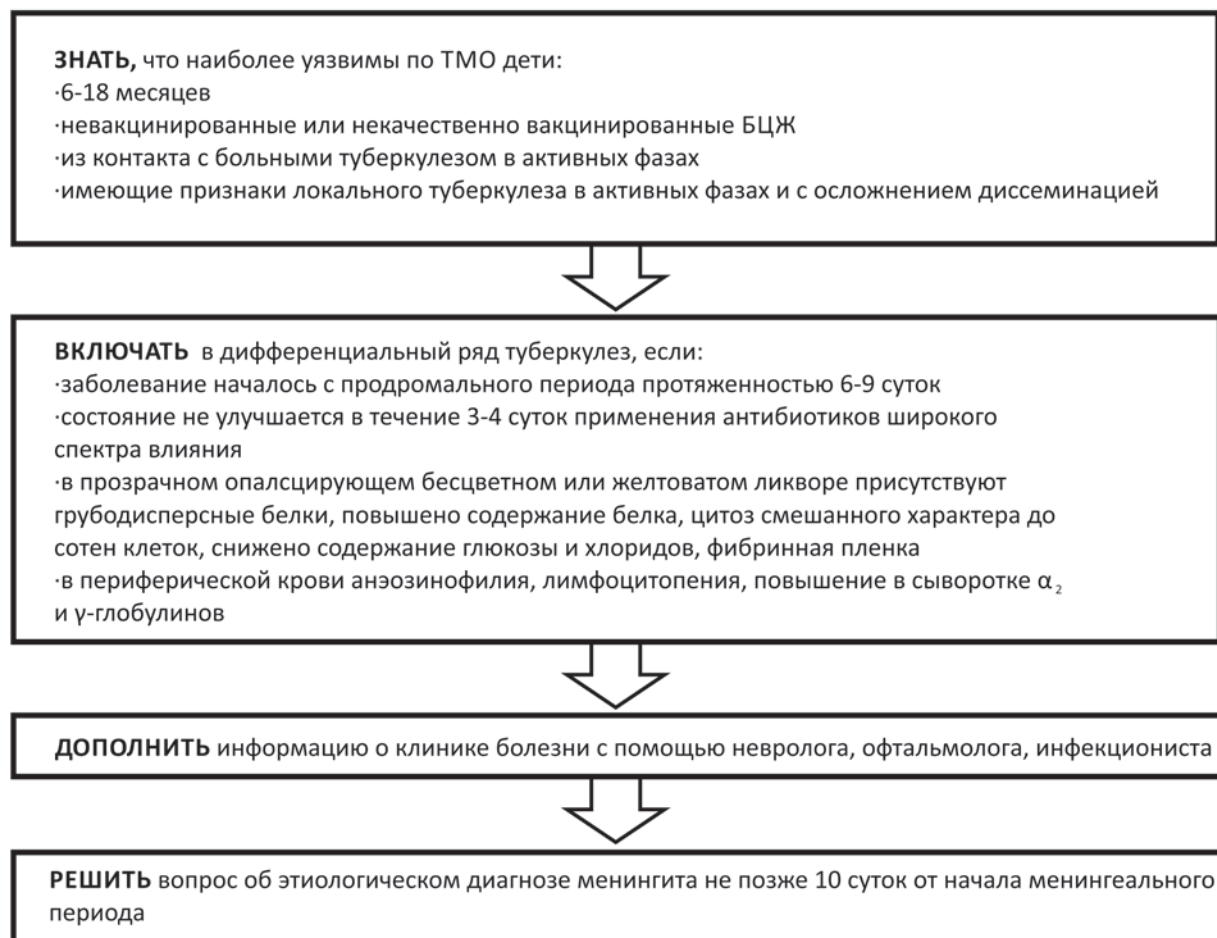 ЗНАТЬ, что наиболее уязвимы по ТМО дети:
·6-18 месяцев
·невакцинированные или некачественно вакцинированные БЦЖ
·из контакта с больными туберкулезом в активных фазах
·имеющие признаки локального туберкулеза в активных фазах и с осложнением диссеминацией
ВКЛЮЧАТЬ в дифференциальный ряд туберкулез, если:
·заболевание началось с продромального периода протяженностью 6-9 суток
·состояние не улучшается в течение 3-4 суток применения антибиотиков широкого
спектра влияния
·в прозрачном опалсцирующем бесцветном или желтоватом ликворе присутствуют
грубодисперсные белки, повышено содержание белка, цитоз смешанного характера до
сотен клеток, снижено содержание глюкозы и хлоридов, фибринная пленка
·в периферической крови анэозинофилия, лимфоцитопения, повышение в сыворотке α₂
и γ-глобулинов
ДОПОЛНИТЬ информацию о клинике болезни с помощью невролога, офтальмолога, инфекциониста
РЕШИТЬ вопрос об этиологическом диагнозе менингита не позже 10 суток от начала менингеального
периода